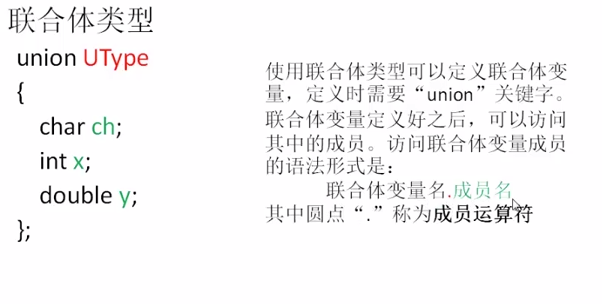 联合体类型
union UType
{
char ch;
int x;
double y;
};
使用联合体类型可以定义联合体变
量，定义时需要“union”关键字。
联合体变量定义好之后，可以访问
其中的成员。访问联合体变量成员
的语法形式是：
联合体变量名.成员名
其中圆点“.”称为成员运算符